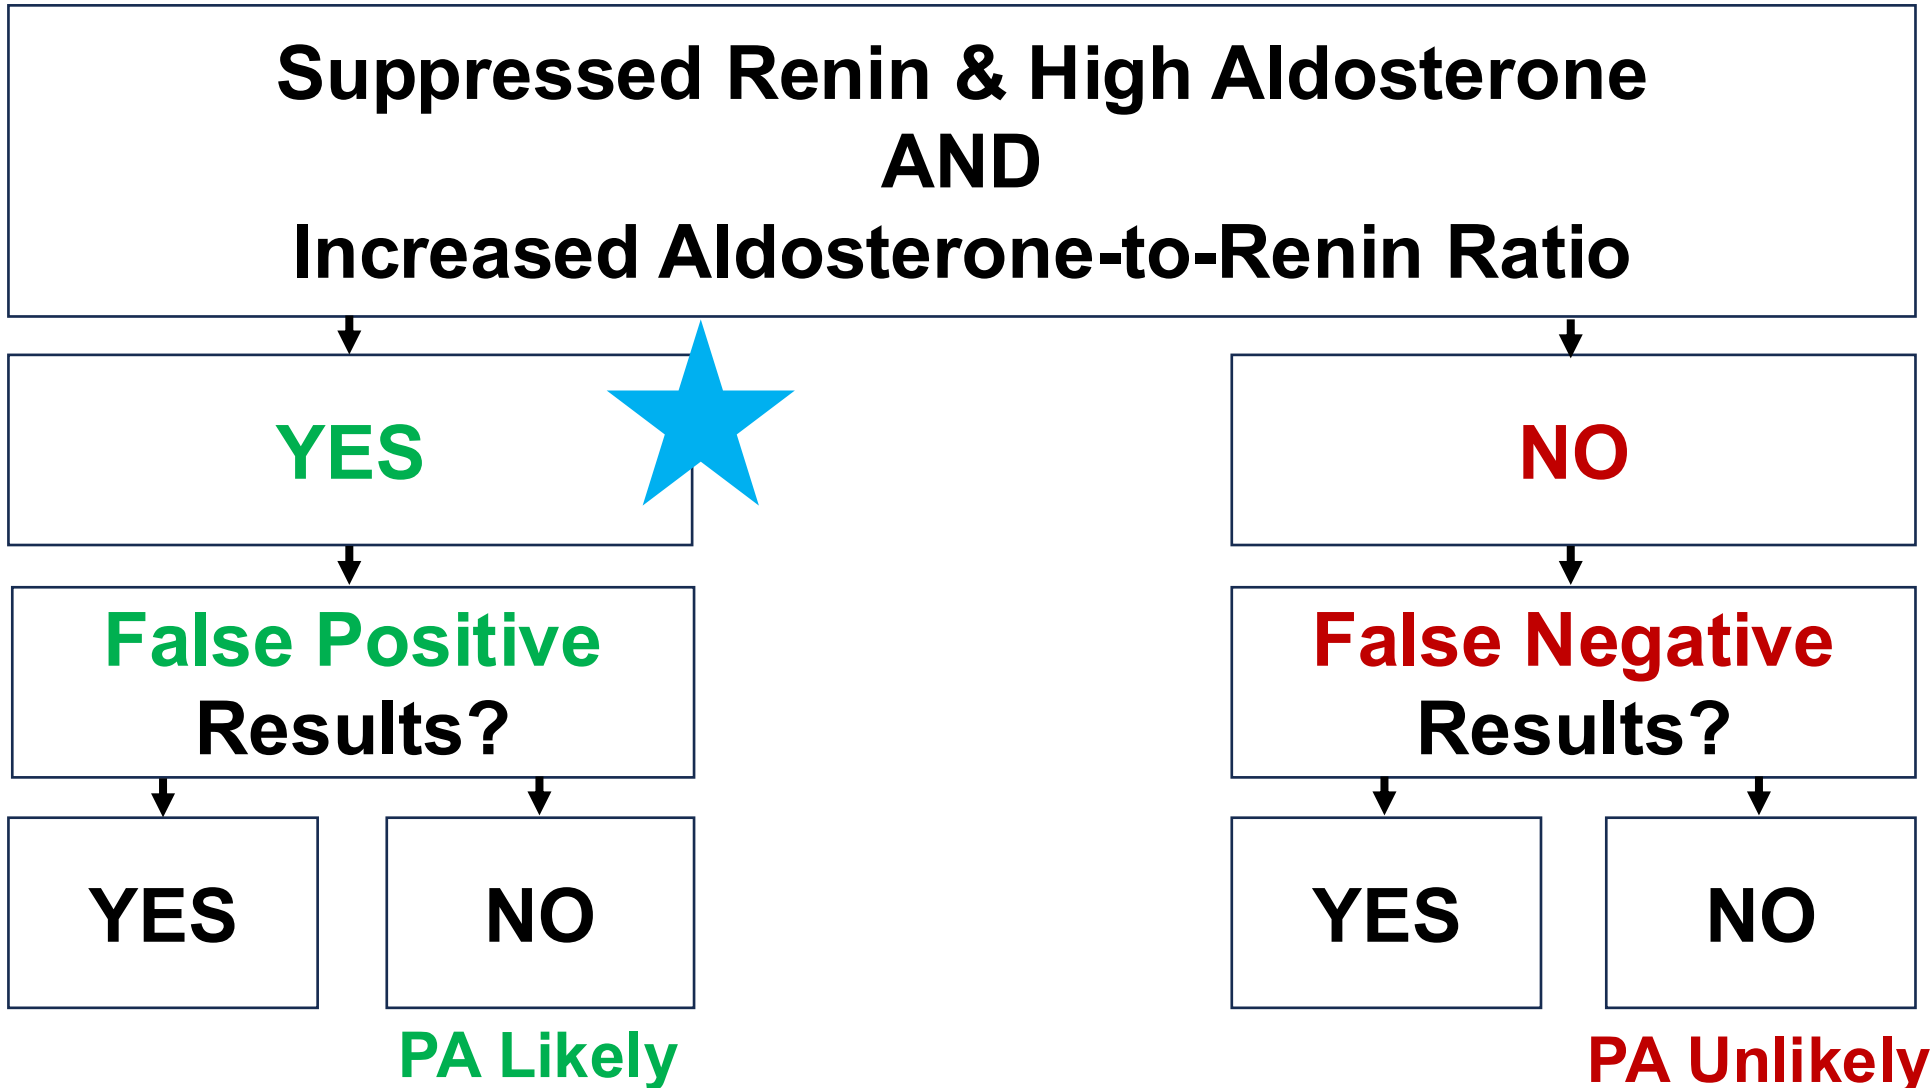 Suppressed Renin & High Aldosterone
AND
Increased Aldosterone-to-Renin Ratio
YES
NO
False Positive
Results?
False Negative
Results?
YES
NO
YES
NO
PA Likely
PA Unlikely